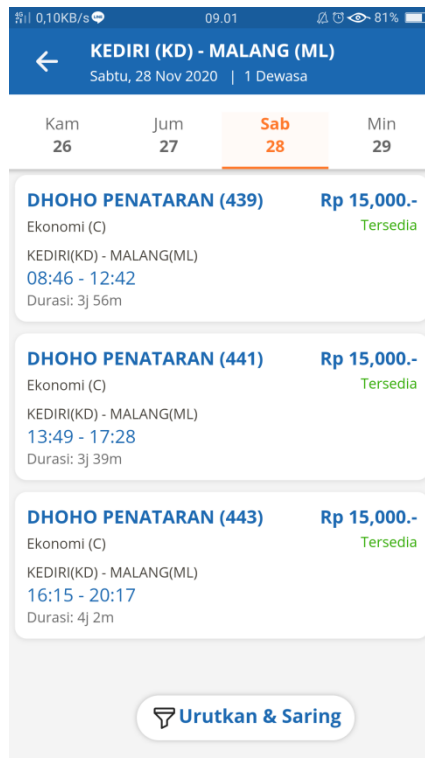 0,10KB/s
09.01
81%
KEDIRI (KD) - MALANG (ML)
Sabtu, 28 Nov 2020 | 1 Dewasa
Kam Jum Sab Min
26 27 28 29
DHOHO PENATARAN (439) Rp 15,000.-
Ekonomi (C) Tersedia
KEDIRI(KD) - MALANG(ML)
08:46 - 12:42
Durasi: 3j 56m
DHOHO PENATARAN (441) Rp 15,000.-
Ekonomi (C) Tersedia
KEDIRI(KD) - MALANG(ML)
13:49 - 17:28
Durasi: 3j 39m
DHOHO PENATARAN (443) Rp 15,000.-
Ekonomi (C) Tersedia
KEDIRI(KD) - MALANG(ML)
16:15 - 20:17
Durasi: 4j 2m
Urutkan & Saring